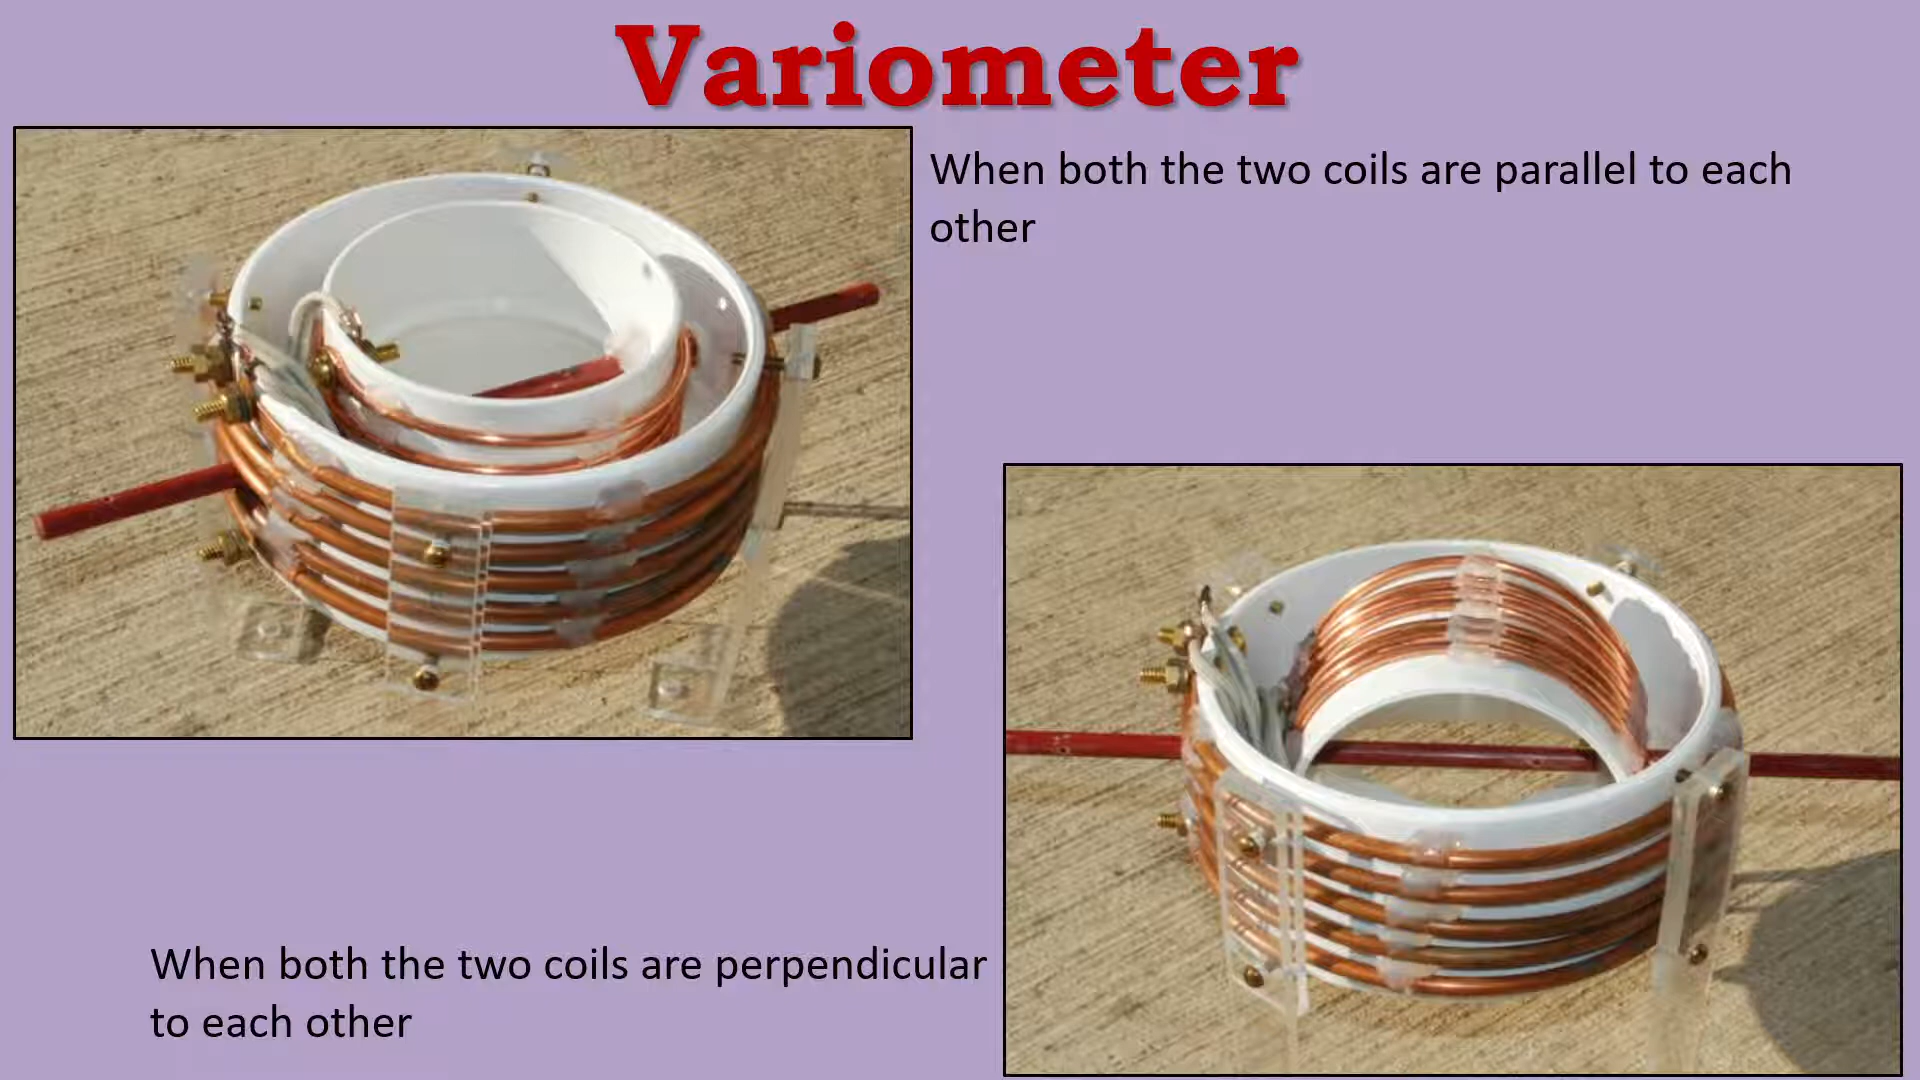 Variometer
When both the two coils are parallel to each
other
When both the two coils are perpendicular
to each other